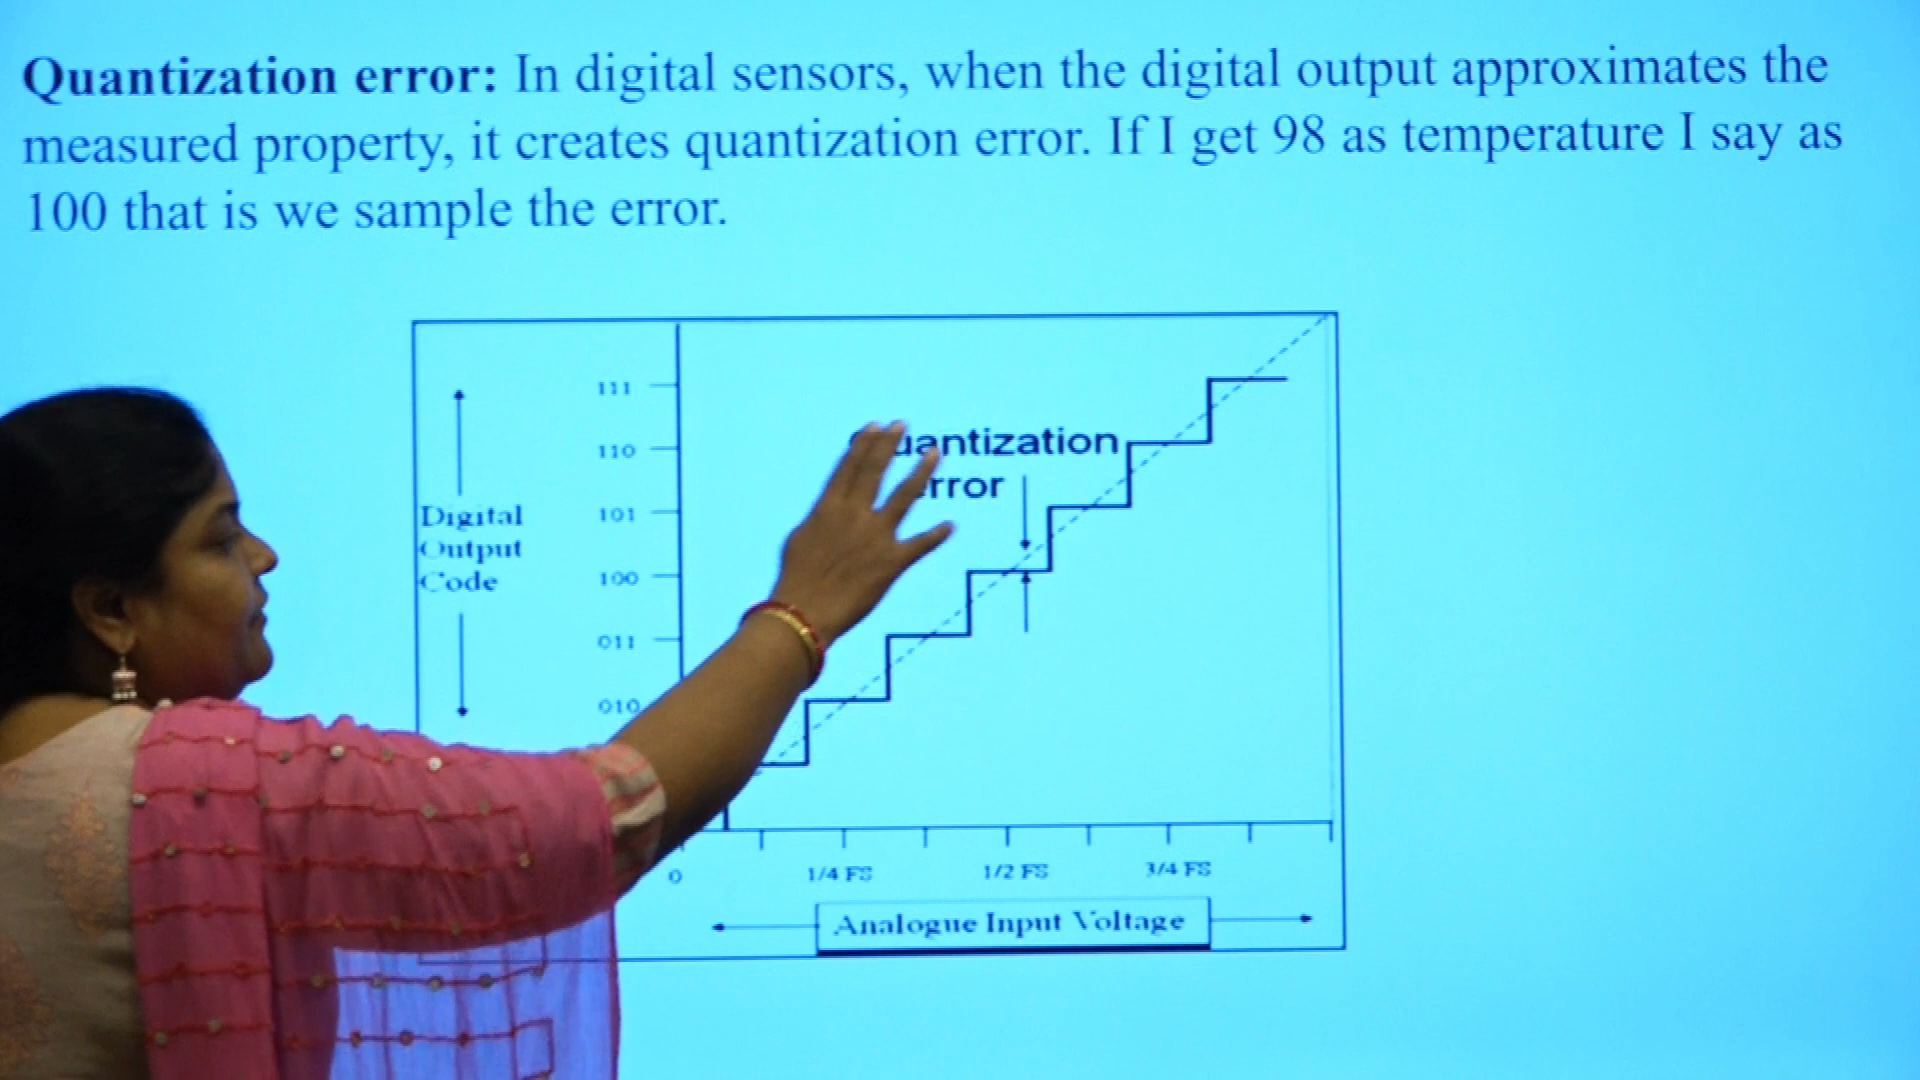 Quantization error: In digital sensors, when the digital output approximates the
measured property, it creates quantization error. If I get 98 as temperature I say as
100 that is we sample the error.
111
110
101
100
011
010
Digital
Output
Code
0
1/4 FS
1/2 FS
3/4 FS
Analogue Input Voltage